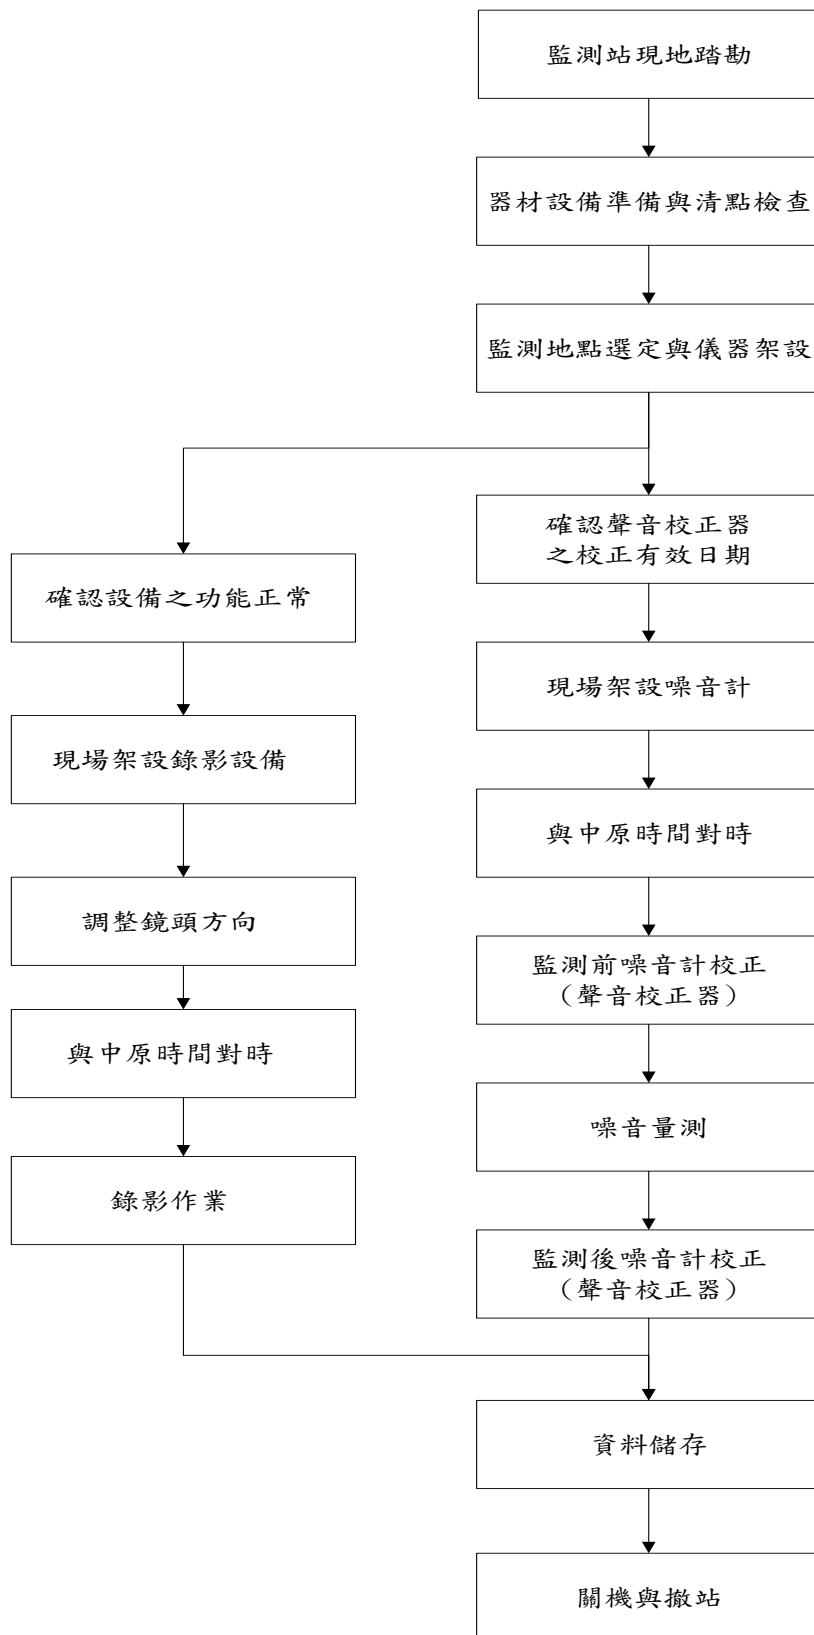 監測站現地踏勘
器材設備準備與清點檢查
監測地點選定與儀器架設
確認設備之功能正常
現場架設錄影設備
調整鏡頭方向
與中原時間對時
錄影作業
確認聲音校正器
之校正有效日期
現場架設噪音計
與中原時間對時
監測前噪音計校正
（聲音校正器）
噪音量測
監測後噪音計校正
（聲音校正器）
資料儲存
關機與撤站